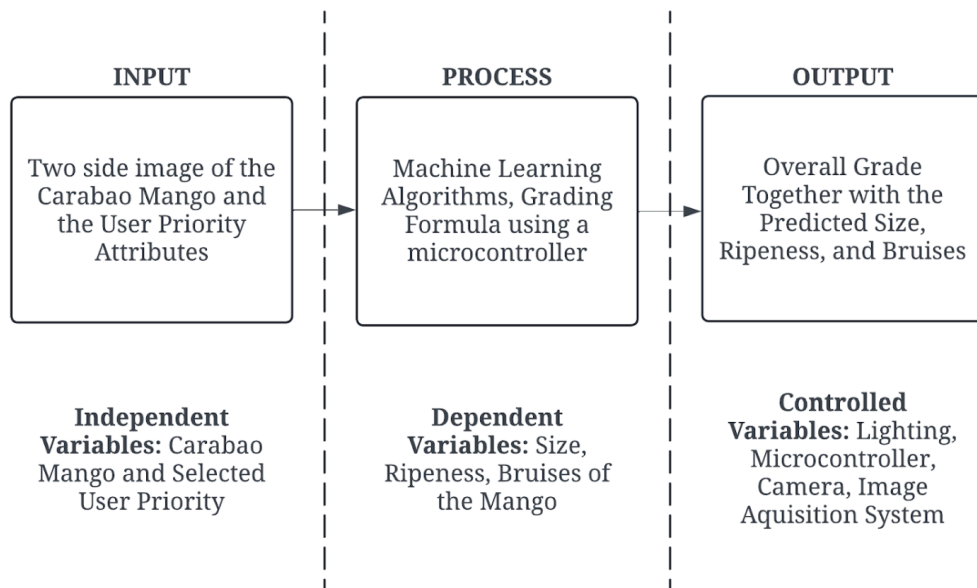 INPUT
Two side image of the
Carabao Mango and
the User Priority
Attributes
PROCESS
Machine Learning
Algorithms, Grading
Formula using a
microcontroller
OUTPUT
Overall Grade
Together with the
Predicted Size,
Ripeness, and Bruises
Independent
Variables: Carabao
Mango and Selected
User Priority
Dependent
Variables: Size,
Ripeness, Bruises of
the Mango
Controlled
Variables: Lighting,
Microcontroller,
Camera, Image
Aquisition System